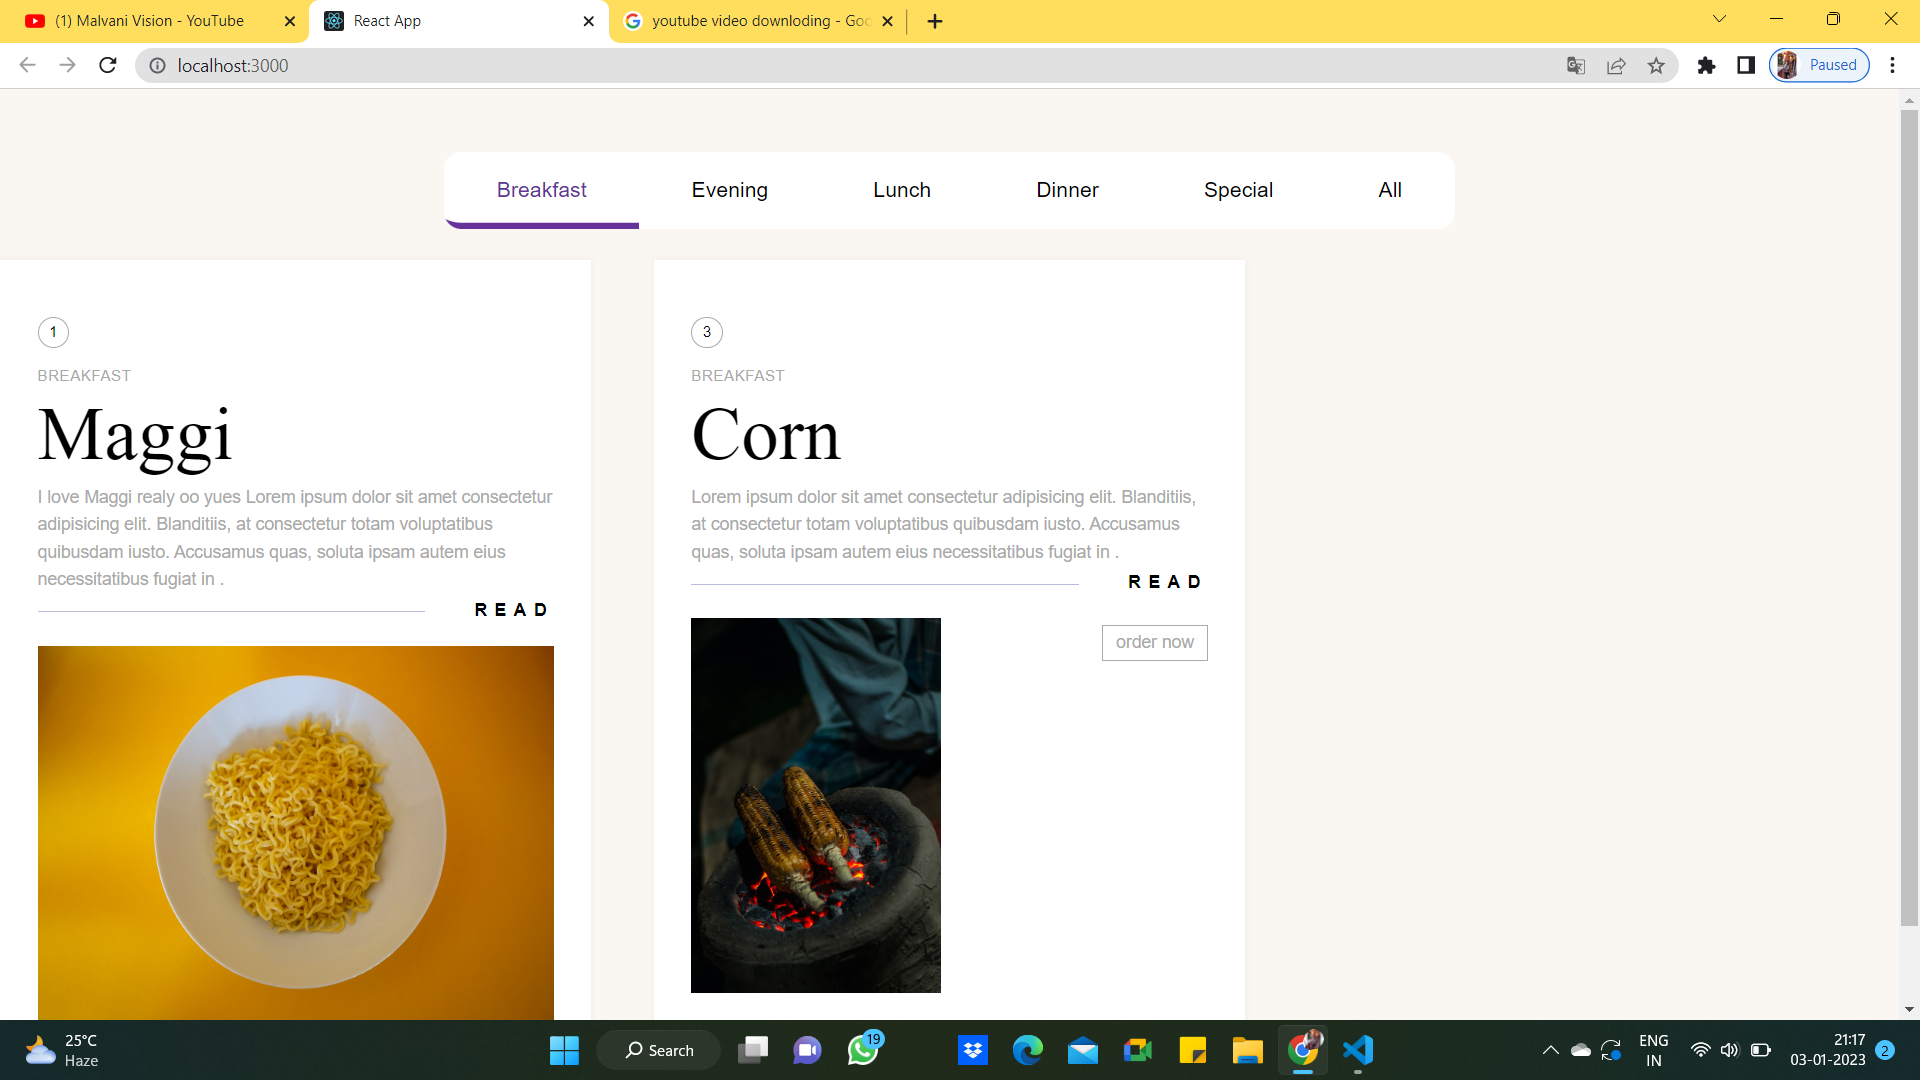 (1) Malvani Vision - YouTube
React App
youtube video downloding - Goo
localhost:3000
Paused
Breakfast Evening Lunch Dinner Special All
1
BREAKFAST
Maggi
I love Maggi realy oo yues Lorem ipsum dolor sit amet consectetur
adipisicing elit. Blanditiis, at consectetur totam voluptatibus
quibusdam iusto. Accusamus quas, soluta ipsam autem eius
necessitatibus fugiat in .
READ
3
BREAKFAST
Corn
Lorem ipsum dolor sit amet consectetur adipisicing elit. Blanditiis,
at consectetur totam voluptatibus quibusdam iusto. Accusamus
quas, soluta ipsam autem eius necessitatibus fugiat in .
READ
order now
25°C
Haze
Search
19
ENG
IN
21:17
03-01-2023
2